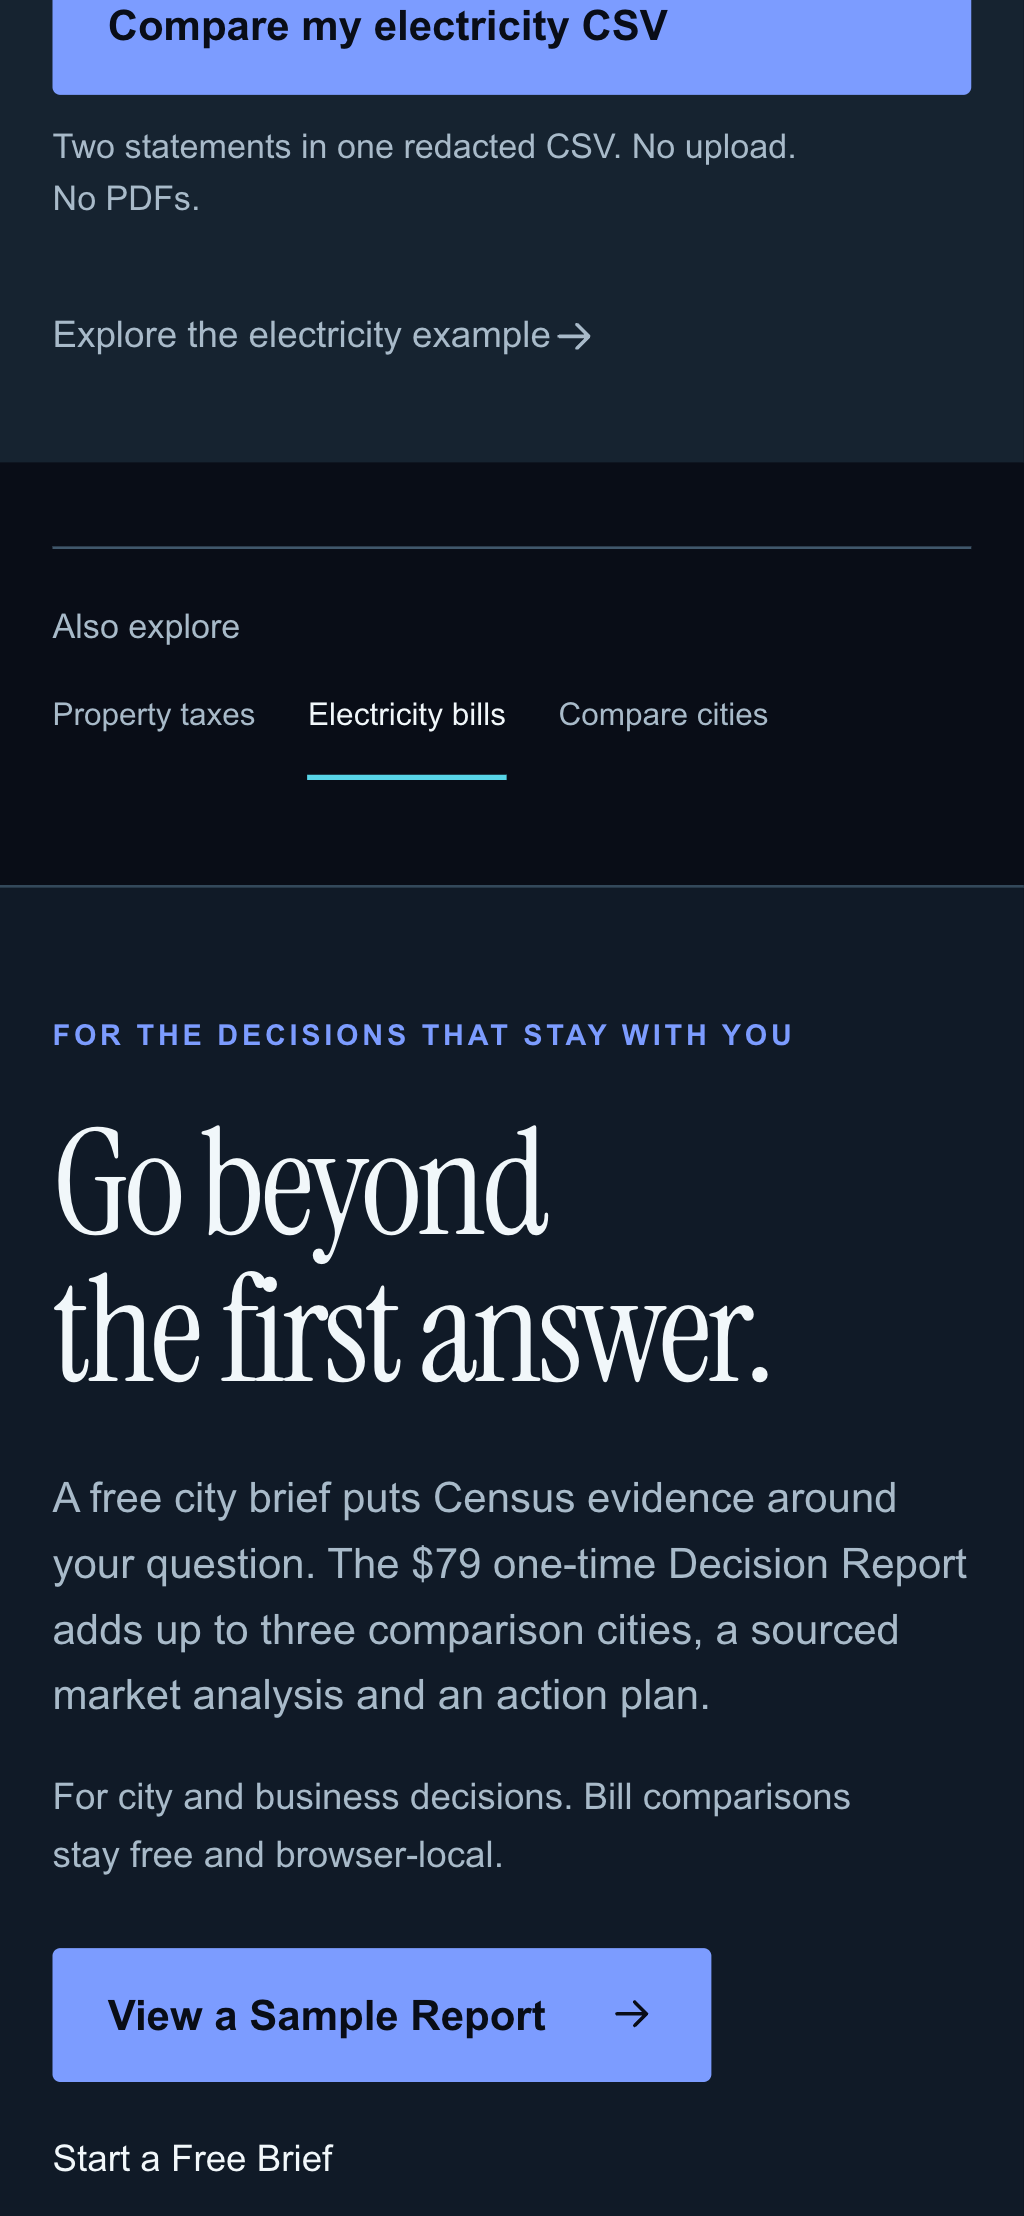 Compare my electricity CSV
Two statements in one redacted CSV. No upload.
No PDFs.
Explore the electricity example →
Also explore
Property taxes Electricity bills Compare cities
FOR THE DECISIONS THAT STAY WITH YOU
Go beyond
the first answer.
A free city brief puts Census evidence around
your question. The $79 one-time Decision Report
adds up to three comparison cities, a sourced
market analysis and an action plan.
For city and business decisions. Bill comparisons
stay free and browser-local.
View a Sample Report →
Start a Free Brief